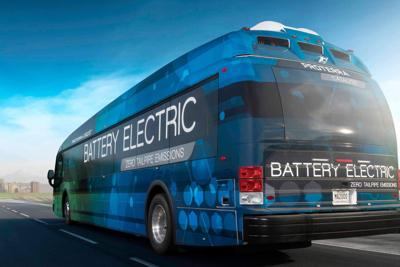 PROTERRA
BATTERY ELECTRIC
ZERO TAILPIPE EMISSIONS
BATTERY ELECTRIC
ZERO TAILPIPE EMISSIONS